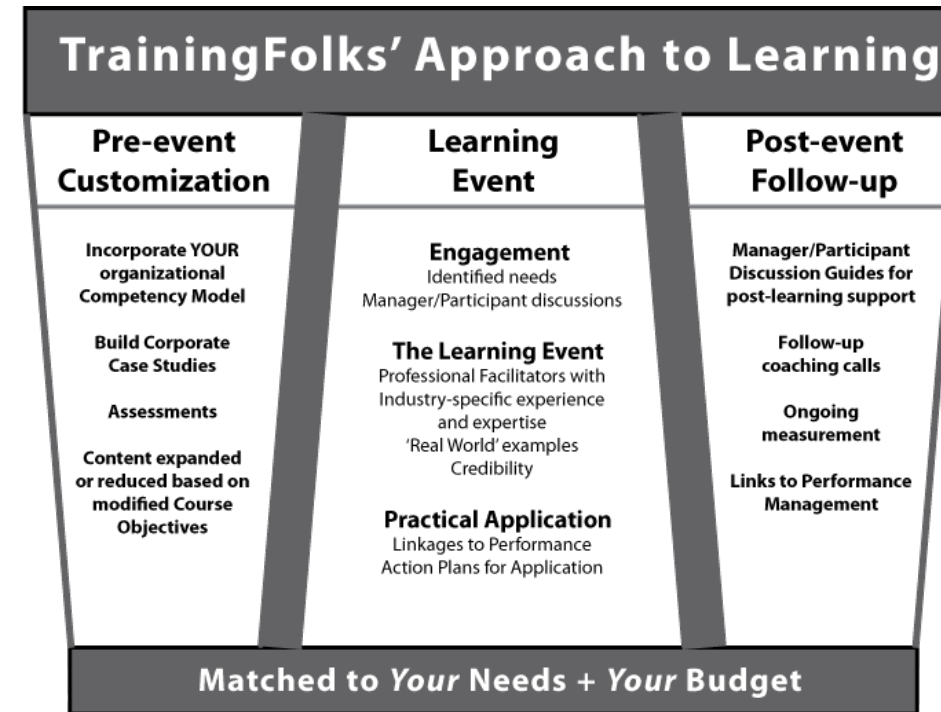 TrainingFolks’ Approach to Learning
Pre-event
Customization
Incorporate YOUR
organizational
Competency Model
Build Corporate
Case Studies
Assessments
Content expanded
or reduced based on
modified Course
Objectives
Learning
Event
Engagement
Identified needs
Manager/Participant discussions
The Learning Event
Professional Facilitators with
Industry-specific experience
and expertise
‘Real World’ examples
Credibility
Practical Application
Linkages to Performance
Action Plans for Application
Post-event
Follow-up
Manager/Participant
Discussion Guides for
post-learning support
Follow-up
coaching calls
Ongoing
measurement
Links to Performance
Management
Matched to Your Needs + Your Budget